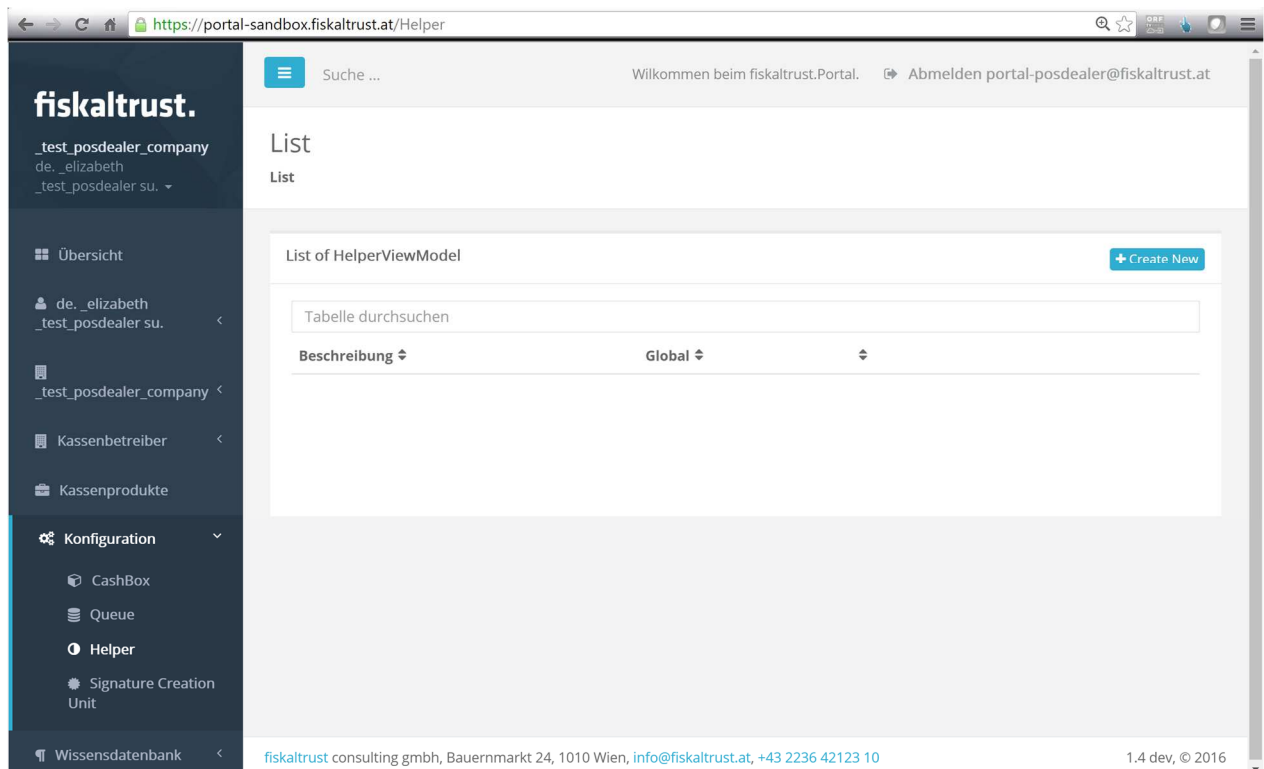 https://portal-sandbox.fiskaltrust.at/Helper
fiskaltrust.
_test_posdealer_company
de. _elizabeth
_test_posdealer su.
Übersicht
de. _elizabeth
_test_posdealer su.
_test_posdealer_company
Kassenbetreiber
Kassenprodukte
Konfiguration
CashBox
Queue
Helper
Signature Creation
Unit
Wissensdatenbank
Suche ...
Wilkommen beim fiskaltrust.Portal.
Abmelden portal-posdealer@fiskaltrust.at
List
List
List of HelperViewModel
Create New
Tabelle durchsuchen
Beschreibung Global
fiskaltrust consulting gmbh, Bauernmarkt 24, 1010 Wien, info@fiskaltrust.at, +43 2236 42123 10
1.4 dev, © 2016